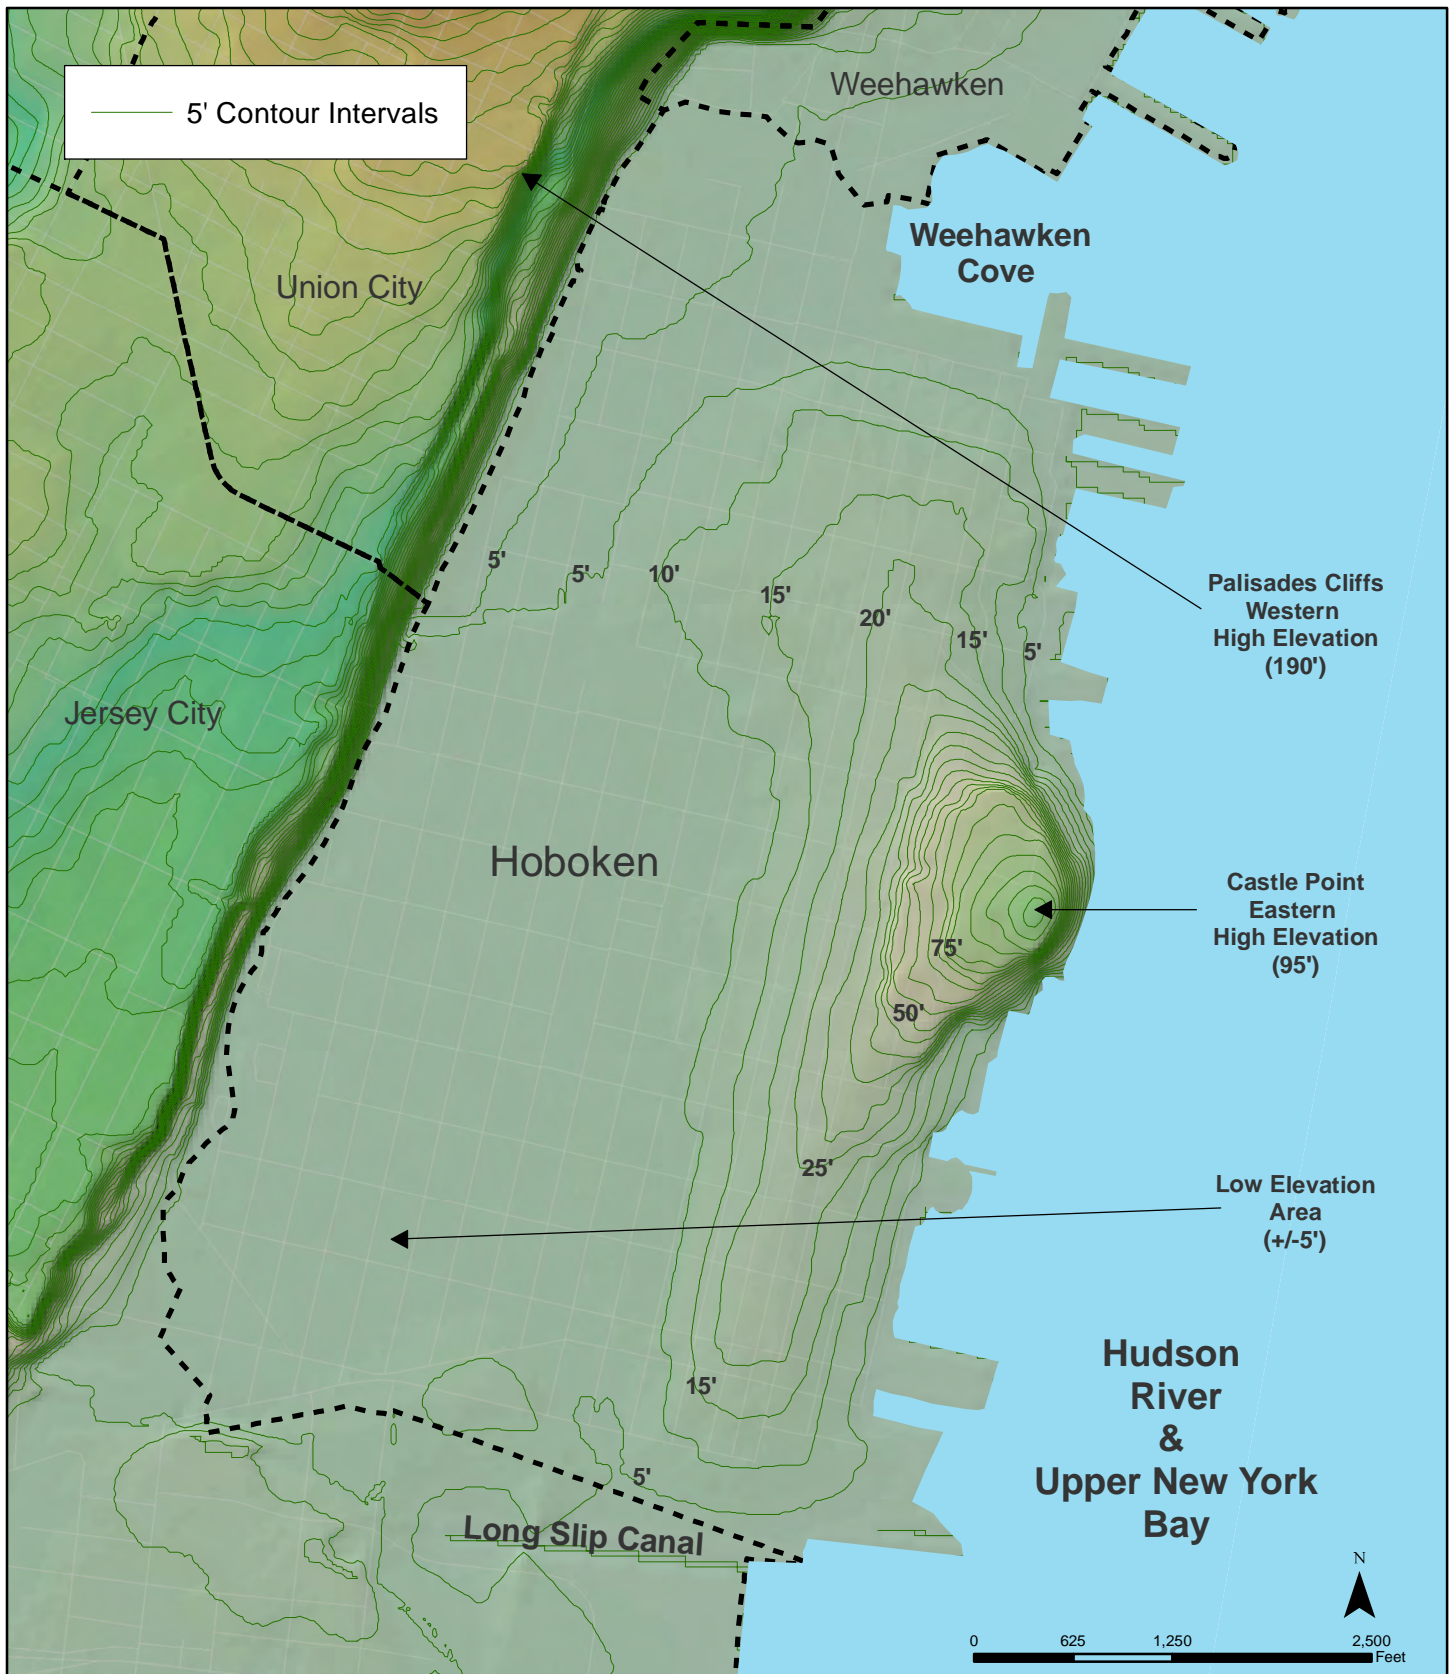 Weehawken
5' Contour Intervals
Weehawken
Cove
Union City
5'
5'
10'
15'
20'
15'
5'
Palisades Cliffs
Western
High Elevation
(190')
Jersey City
Hoboken
Castle Point
Eastern
High Elevation
(95')
75'
50'
25'
Low Elevation
Area
(+/-5')
Hudson
River
&
Upper New York
Bay
15'
5'
Long Slip Canal
N
0 625 1,250 2,500
Feet